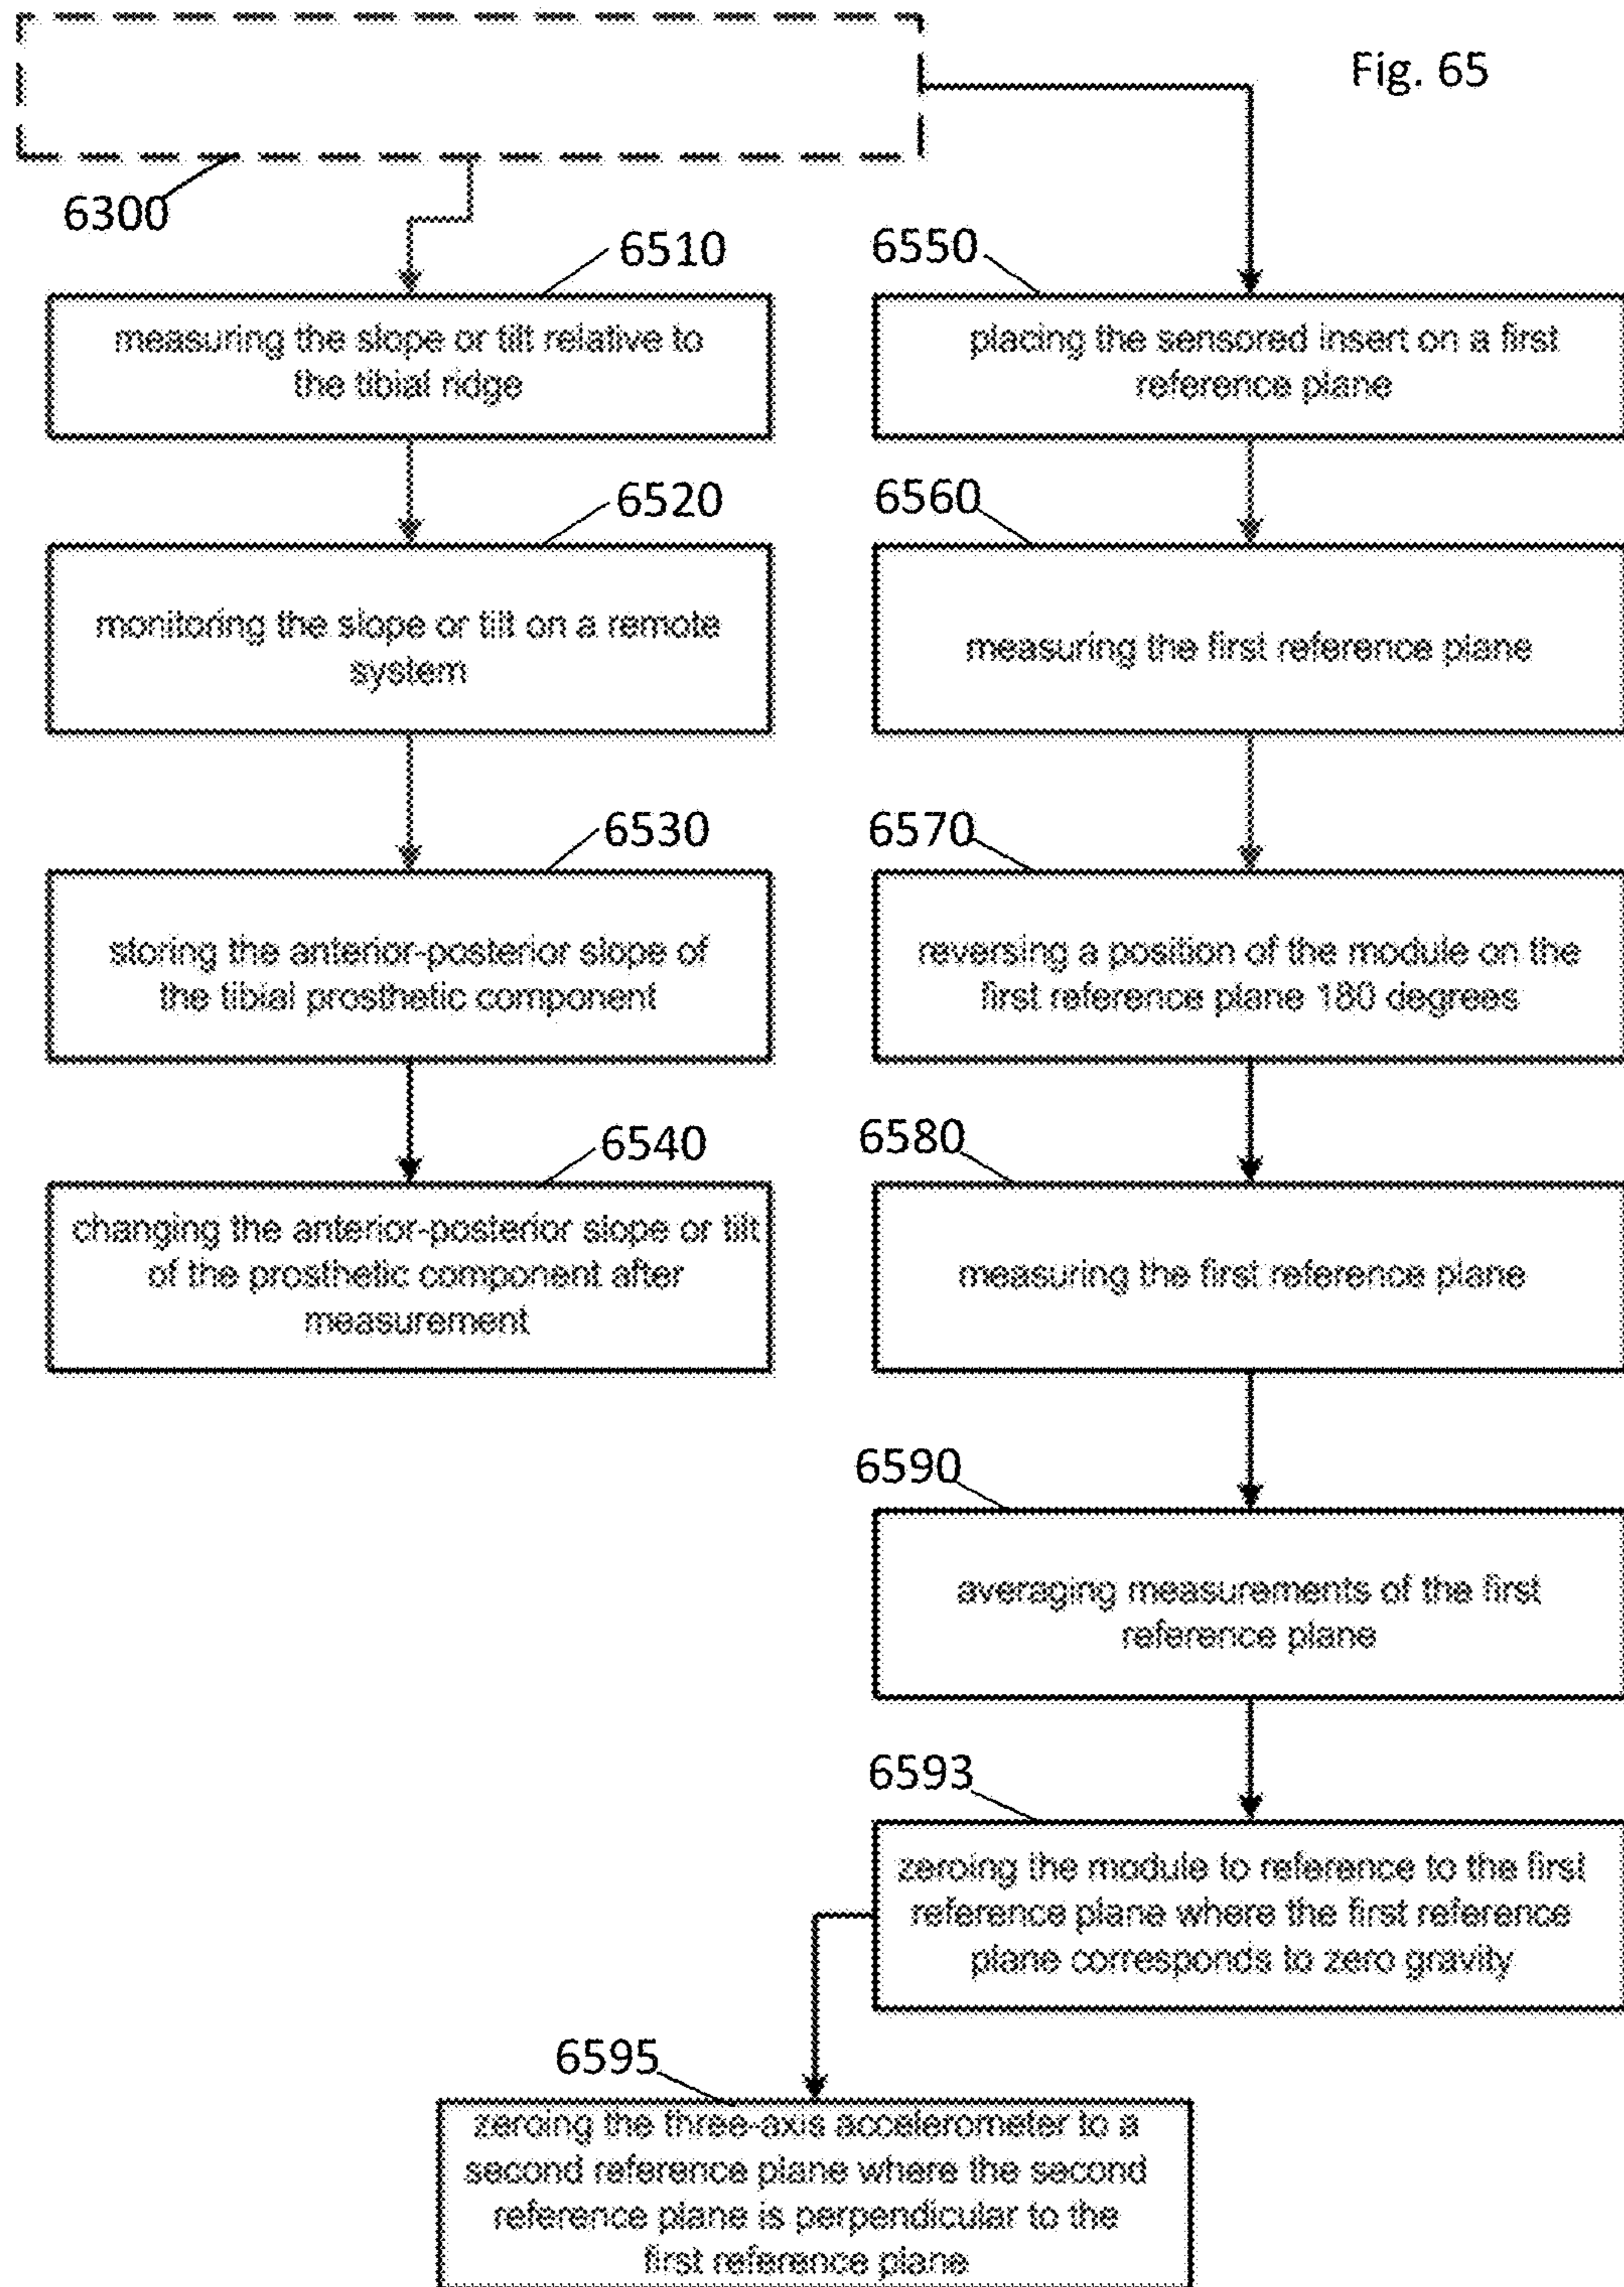 Fig. 65
6300
6510
measuring the slope or tilt relative to
the tibial ridge
6520
monitoring the slope or tilt on a remote
system
6530
storing the anterior-posterior slope of
the tibial prosthetic component
6540
changing the anterior-posterior slope or tilt
of the prosthetic component after
measurement
6550
placing the sensored insert on a first
reference plane
6560
measuring the first reference plane
6570
reversing a position of the module on the
first reference plane 180 degrees
6580
measuring the first reference plane
6590
averaging measurements of the first
reference plane
6593
zeroing the module to reference to the first
reference plane where the first reference
plane corresponds to zero gravity
6595
zeroing the three-axis accelerometer to a
second reference plane where the second
reference plane is perpendicular to the
first reference plane